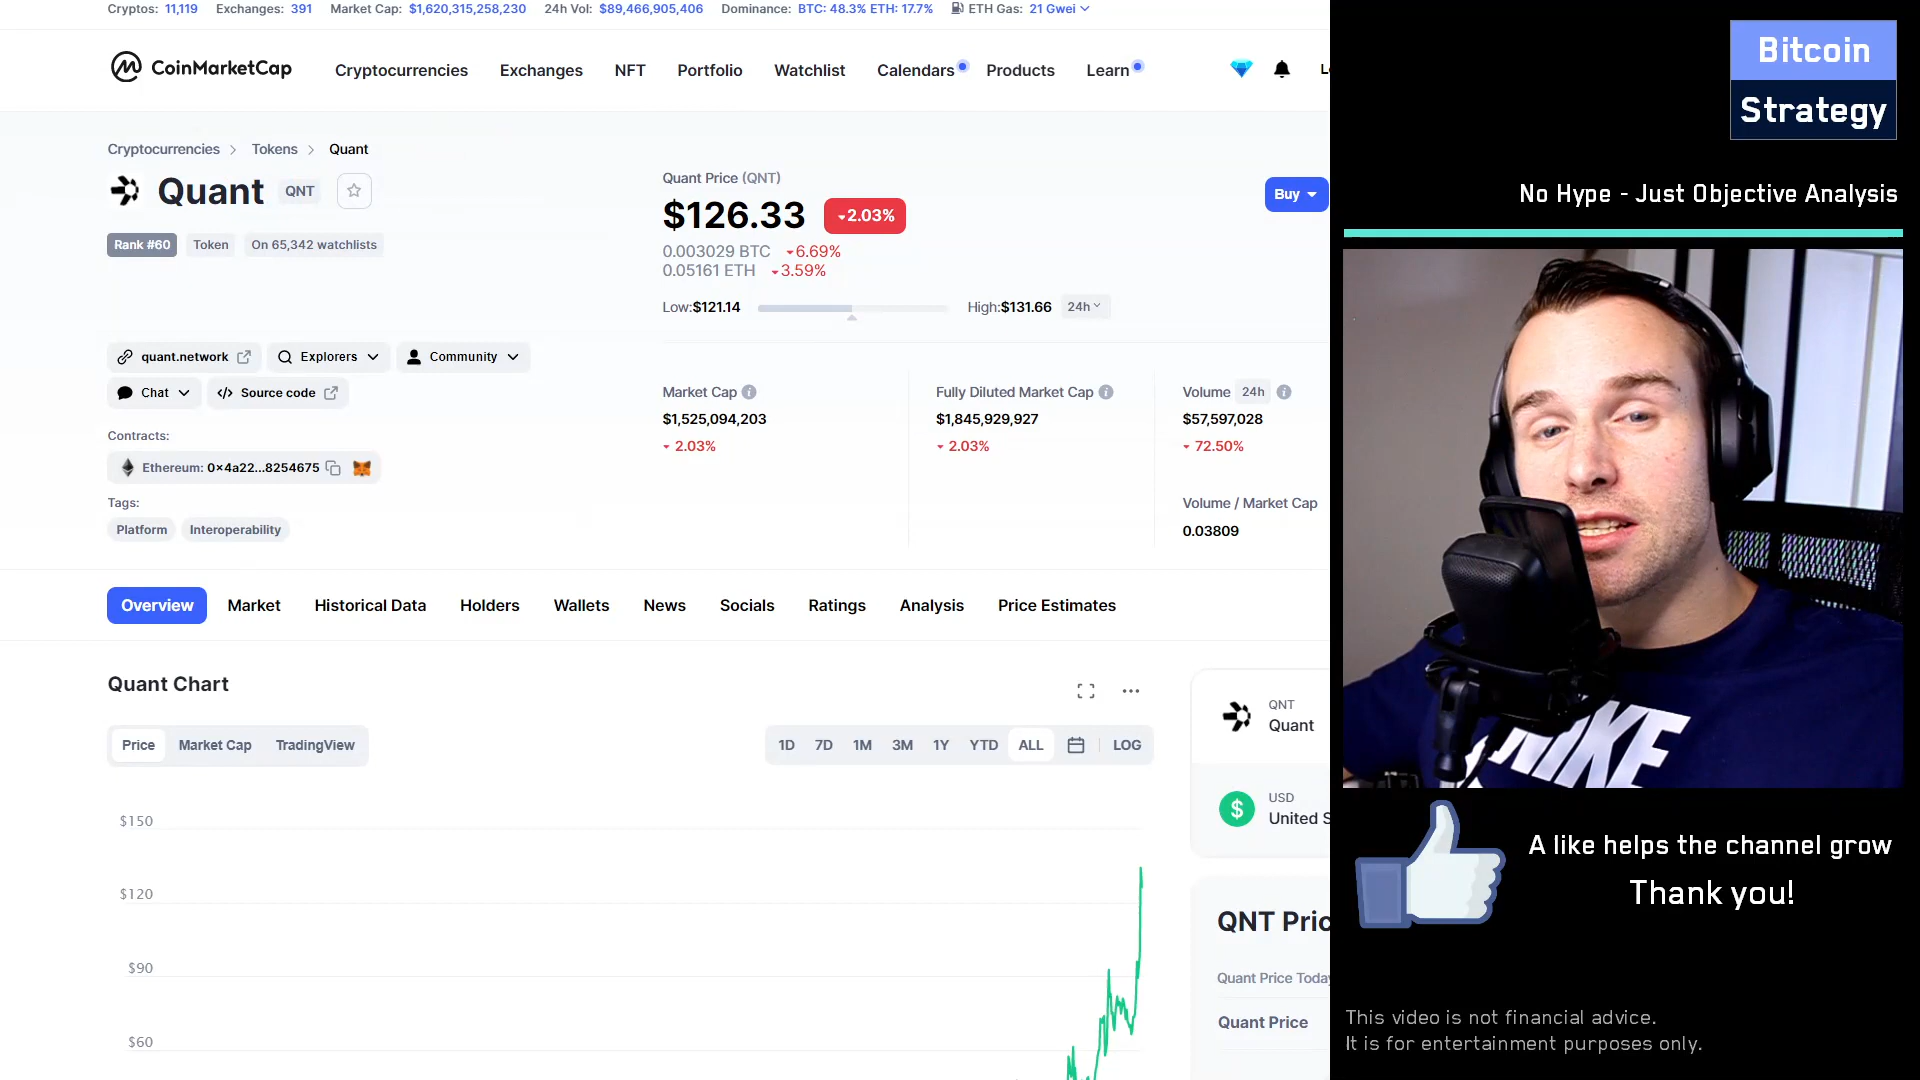 Cryptos: 11,119 Exchanges: 391 Market Cap: $1,620,315,258,230 24h Vol: $89,466,905,406 Dominance: BTC: 48.3% ETH: 17.7% ETH Gas: 21 Gwei
CoinMarketCap Cryptocurrencies Exchanges NFT Portfolio Watchlist Calendars Products Learn
Cryptocurrencies Tokens Quant
Quant QNT
Rank #60 Token On 65,342 watchlists
quant.network Explorers Community
Chat Source code
Contracts:
Ethereum: 0x4a22...8254675
Tags:
Platform Interoperability
Quant Price (QNT)
$126.33 2.03%
0.003029 BTC 6.69%
0.05161 ETH 3.59%
Low:$121.14 High:$131.66 24h
Buy
Market Cap
$1,525,094,203
2.03%
Fully Diluted Market Cap
$1,845,929,927
2.03%
Volume 24h
$57,597,028
72.50%
Volume / Market Cap
0.03809
Overview Market Historical Data Holders Wallets News Socials Ratings Analysis Price Estimates
Quant Chart
Price Market Cap TradingView 1D 7D 1M 3M 1Y YTD ALL LOG
$150
$120
$90
$60
QNT
Quant
USD
United S
QNT Pric
Quant Price Today
Quant Price
Bitcoin
Strategy
No Hype - Just Objective Analysis
NIKE
A like helps the channel grow
Thank you!
This video is not financial advice.
It is for entertainment purposes only.